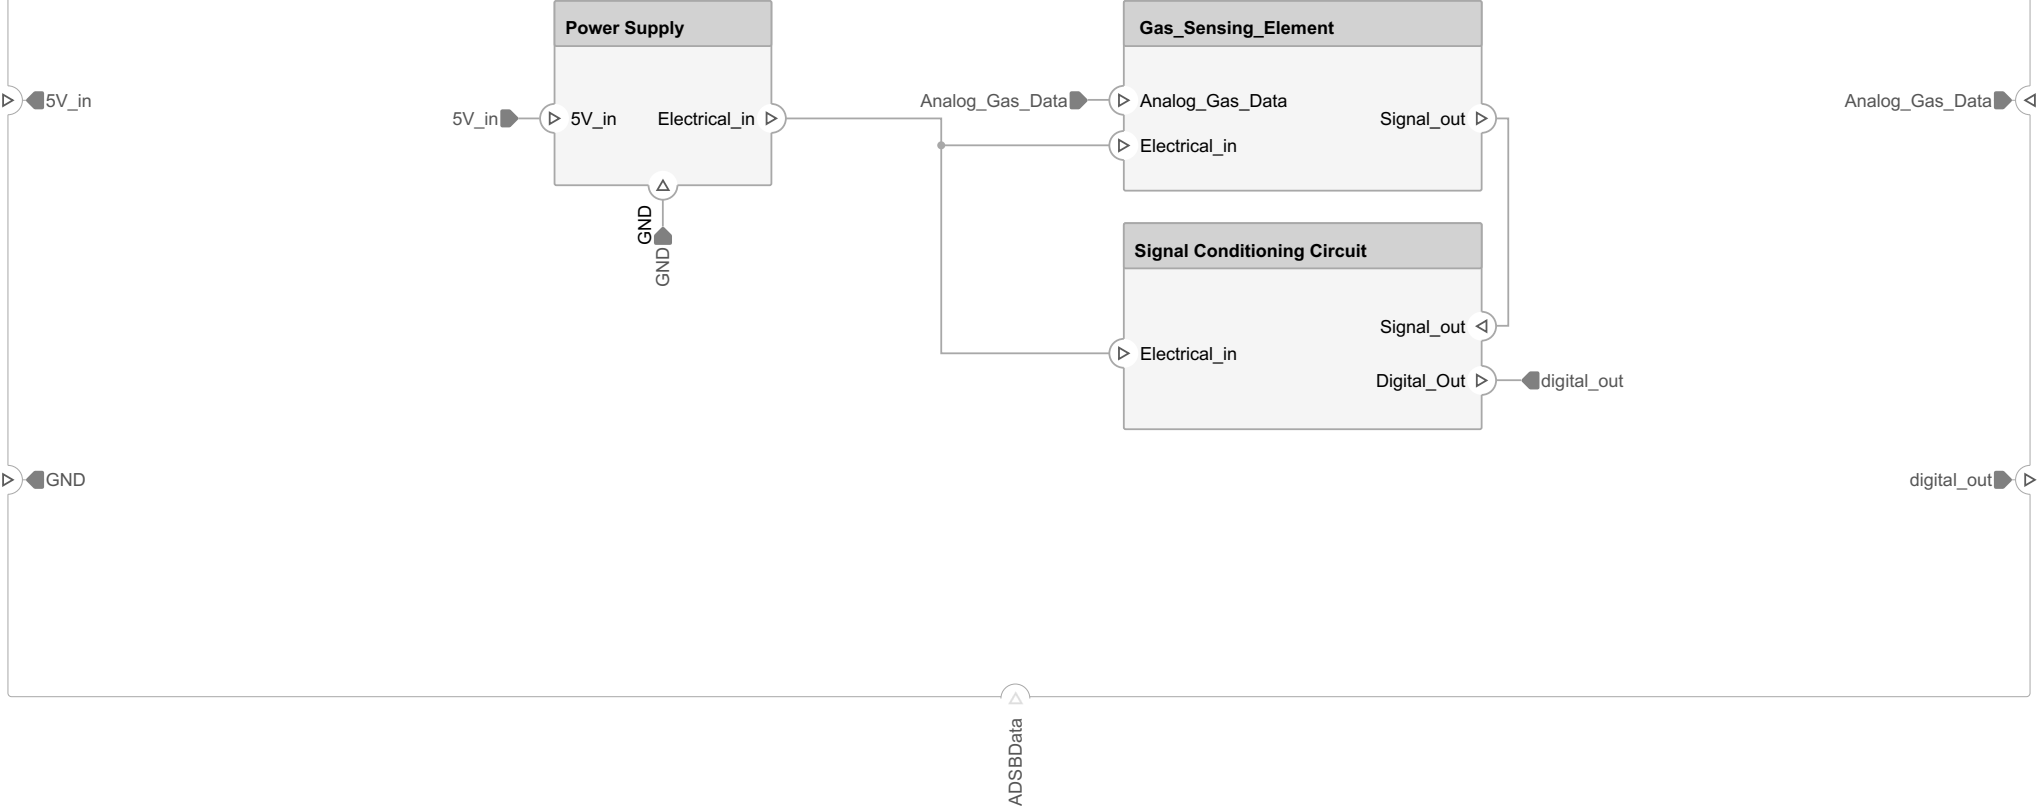 Power Supply
Gas_Sensing_Element
5V_in
5V_in
5V_in
Electrical_in
Analog_Gas_Data
Analog_Gas_Data
Signal_out
Analog_Gas_Data
Electrical_in
GND
GND
Signal Conditioning Circuit
Signal_out
Electrical_in
Digital_Out
digital_out
GND
digital_out
ADSBData